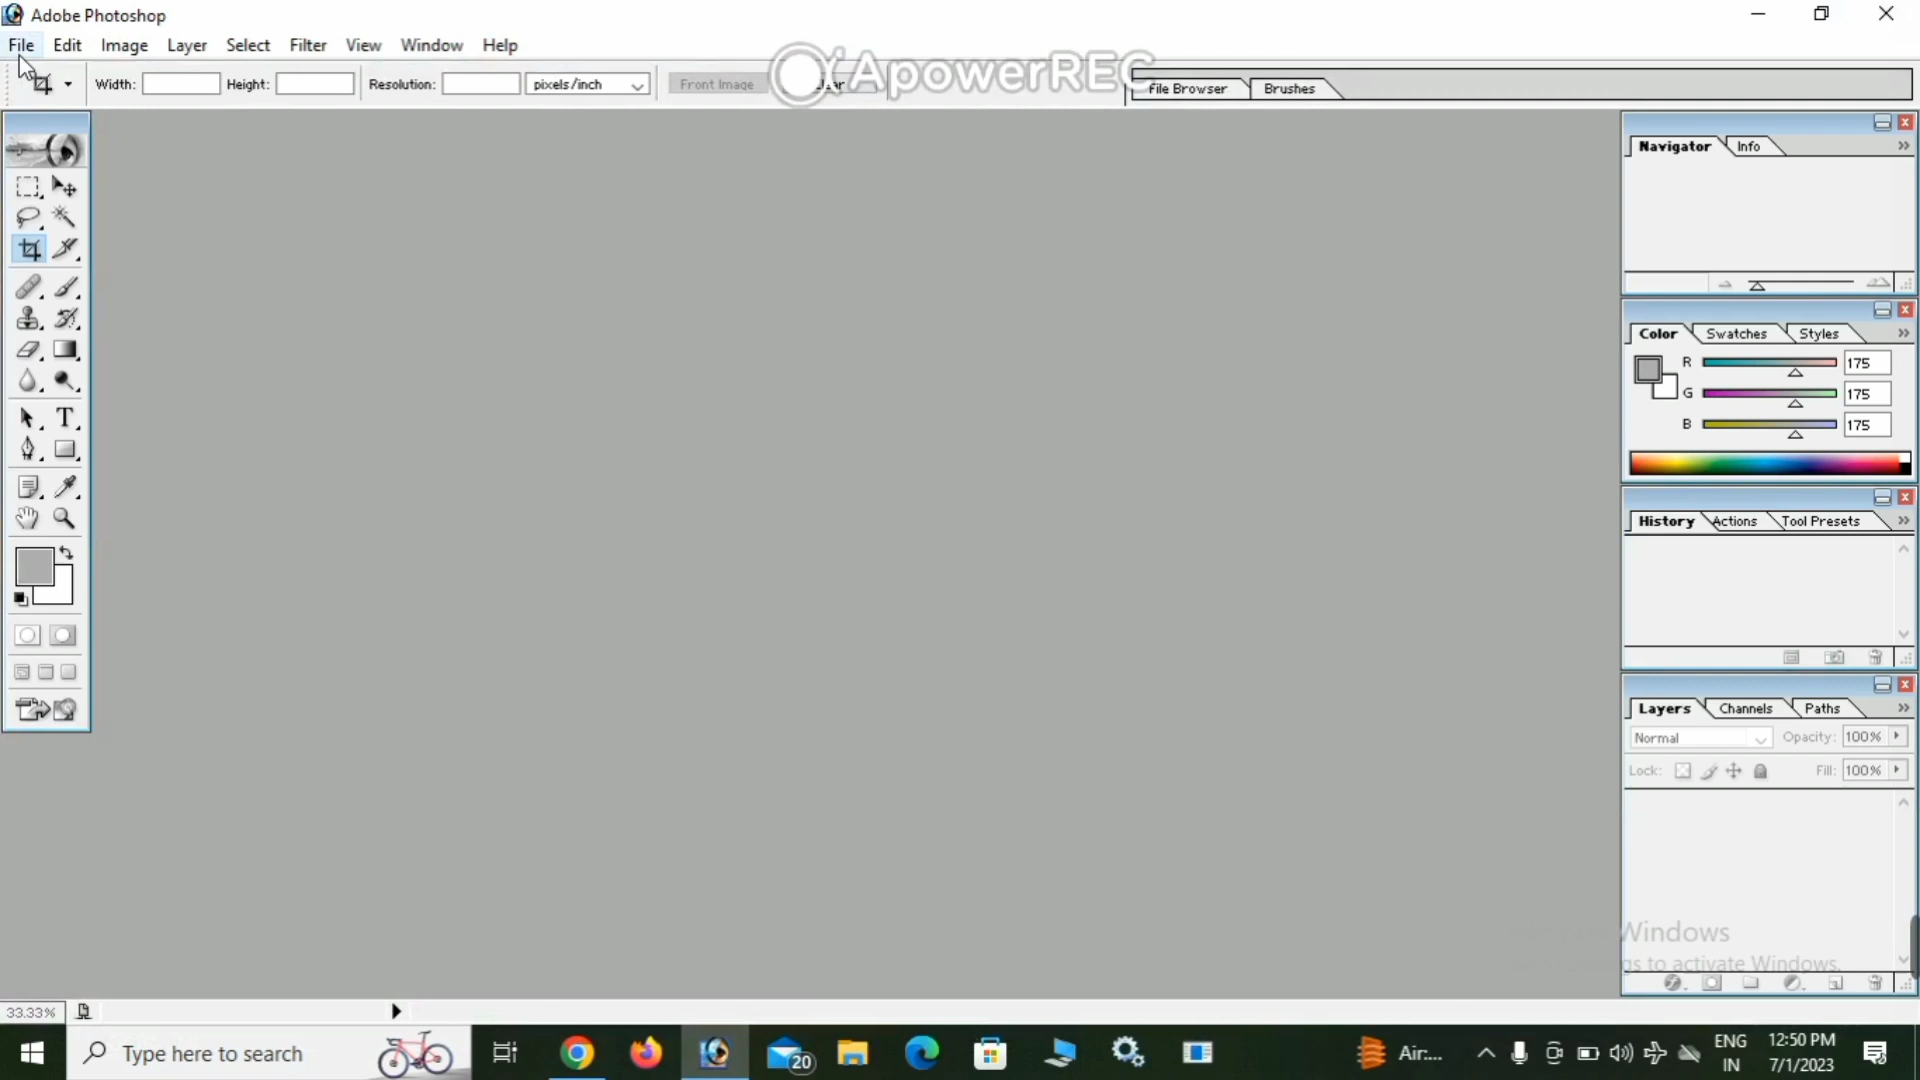 Adobe Photoshop
File Edit Image Layer Select Filter View Window Help
Width: Height: Resolution: pixels/inch Front Image
ApowerREC
File Browser Brushes
Navigator Info
Color Swatches Styles
R 175
G 175
B 175
History Actions Tool Presets
Layers Channels Paths
Normal Opacity: 100%
Lock: Fill: 100%
Windows
gs to activate Windows.
33.33%
Type here to search
20
Air:...
ENG
IN
12:50 PM
7/1/2023
T